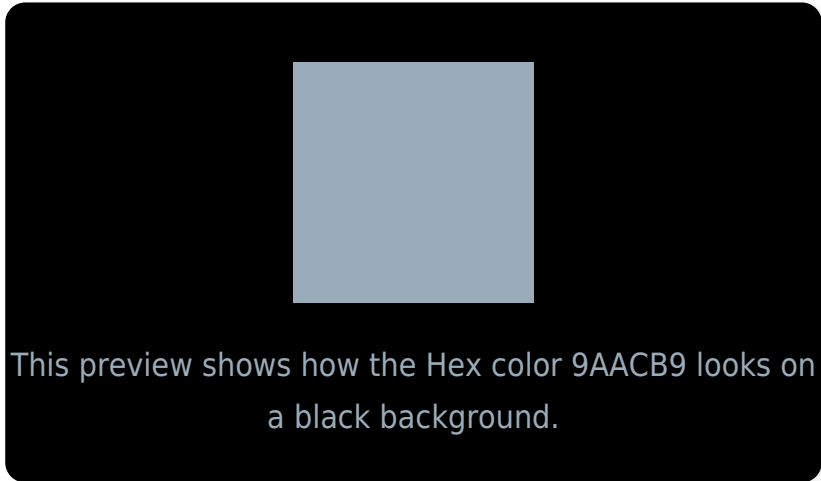 This preview shows how the Hex color 9AACB9 looks on
a black background.